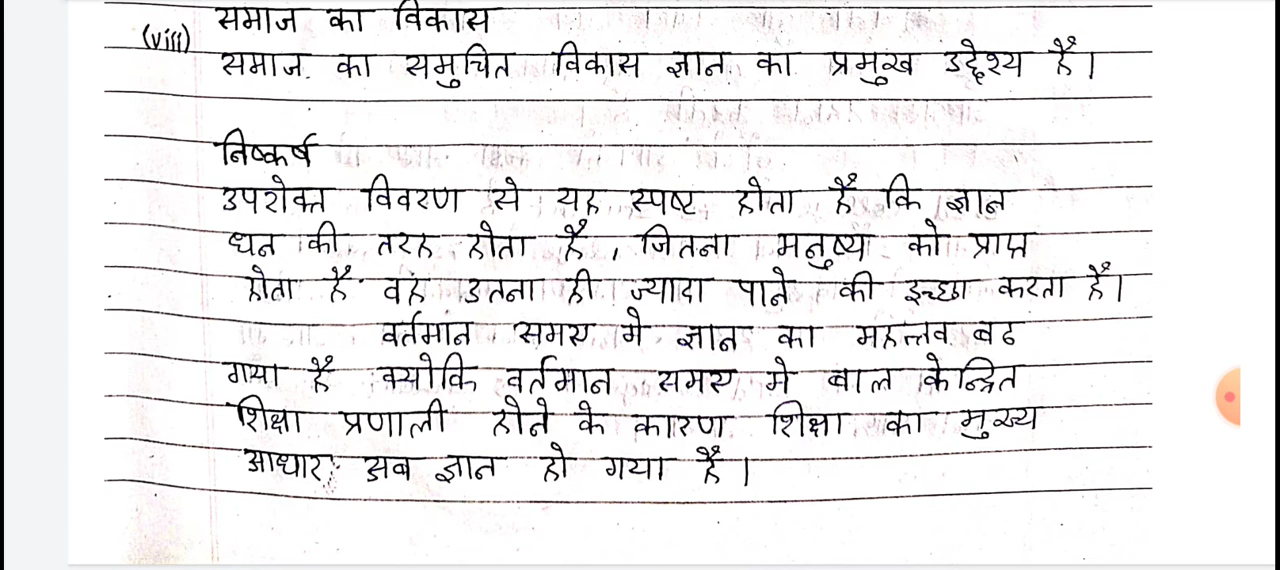 समाज का विकास
(viii)
समाज का समुचित विकास ज्ञान का प्रमुख उद्देश्य है।
निष्कर्ष
उपरोक्त विवरण से यह स्पष्ट होता है कि ज्ञान
धन की तरह होता है, जितना मनुष्य को प्राप्त
होता है वह उतना ही ज्यादा पाने की इच्छा करता है।
वर्तमान समय मे ज्ञान का महत्तव बढ
गया है क्योकि वर्तमान समय मे बाल केन्द्रित
शिक्षा प्रणाली होने के कारण शिक्षा का मुख्य
आधार अब ज्ञान हो गया है।